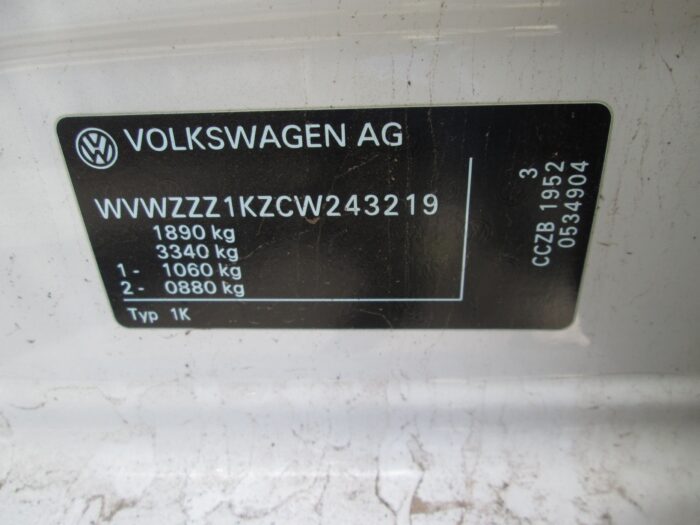 VOLKSWAGEN AG
WVWZZZ1KZCW243219
1890 kg
3340 kg
1- 1060 kg
2- 0880 kg
Typ 1K
3
CCZB 1952
0534904